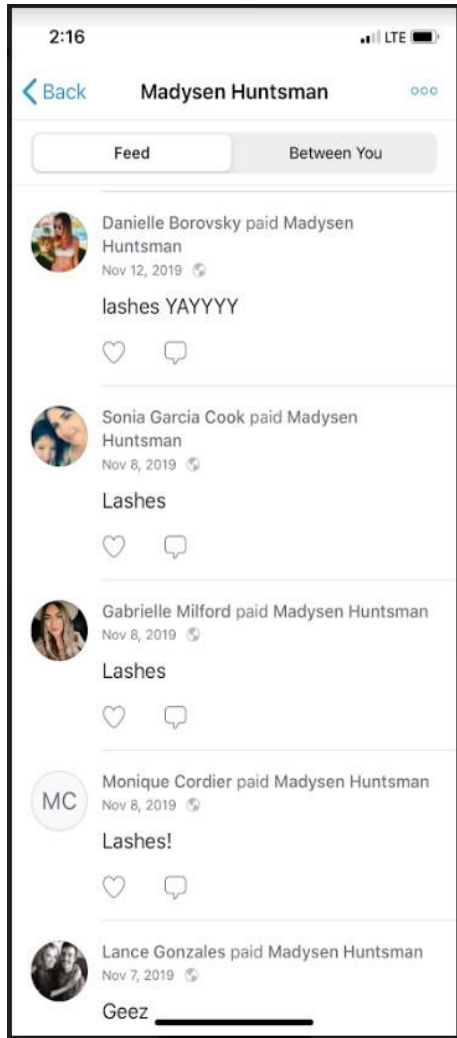 2:16
LTE
Back
Madysen Huntsman
Feed
Between You
Danielle Borovsky paid Madysen
Huntsman
Nov 12, 2019
lashes YAYYYY
Sonia Garcia Cook paid Madysen
Huntsman
Nov 8, 2019
Lashes
Gabrielle Milford paid Madysen Huntsman
Nov 8, 2019
Lashes
MC
Monique Cordier paid Madysen Huntsman
Nov 8, 2019
Lashes!
Lance Gonzales paid Madysen Huntsman
Nov 7, 2019
Geez